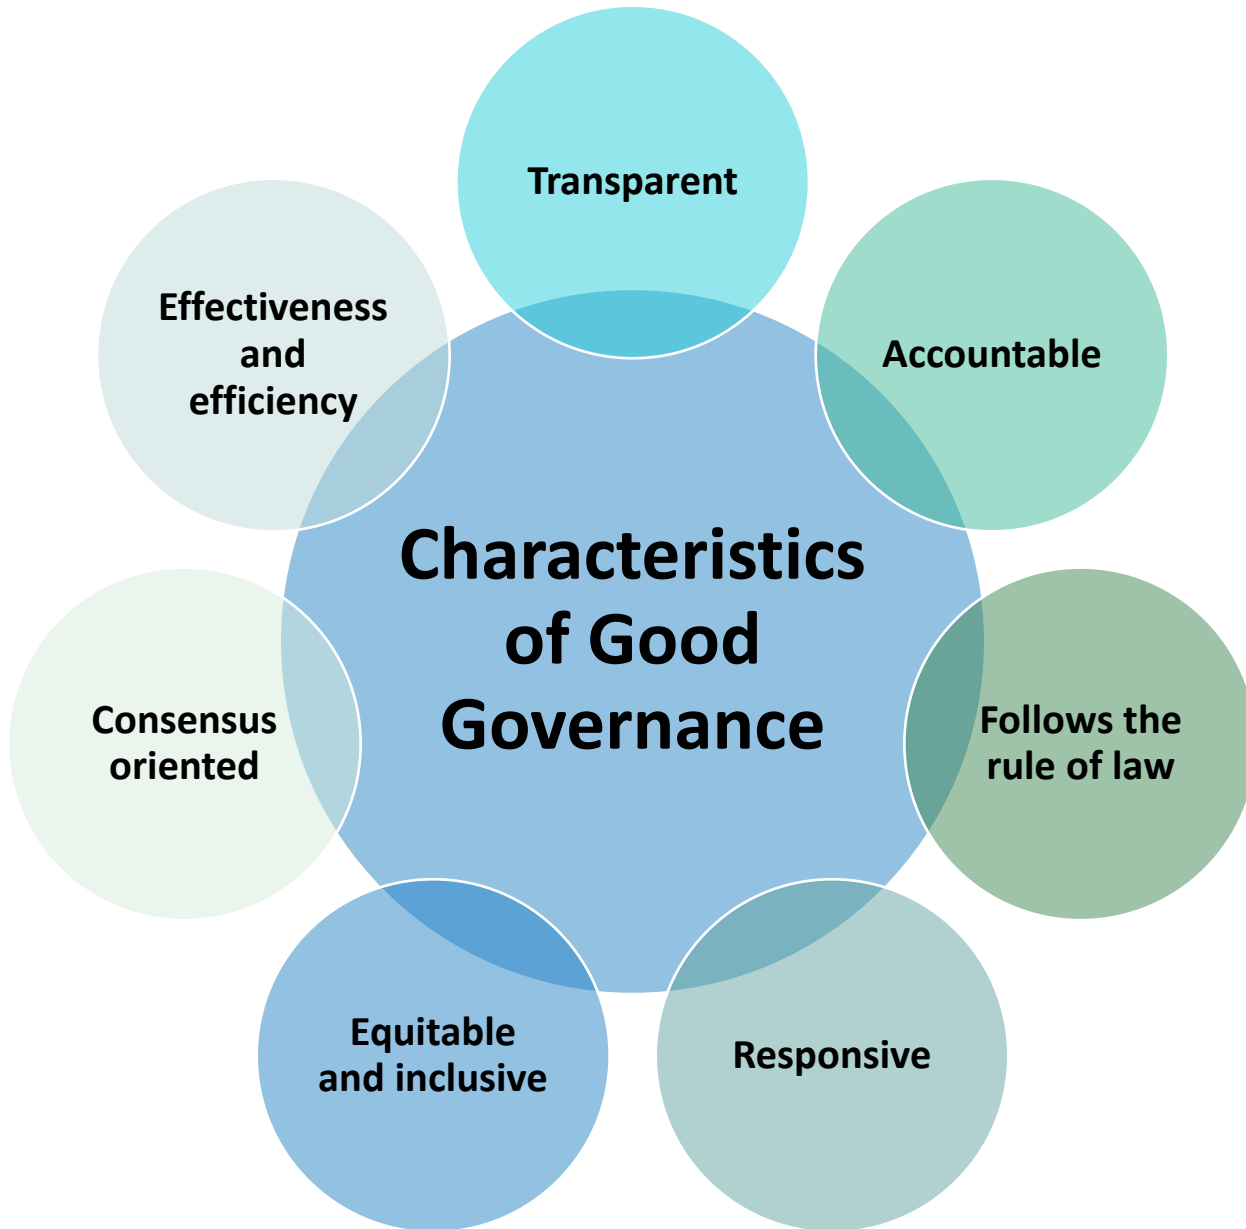 Transparent
Accountable
Follows the
rule of law
Responsive
Equitable
and inclusive
Consensus
oriented
Effectiveness
and
efficiency
Characteristics
of Good
Governance